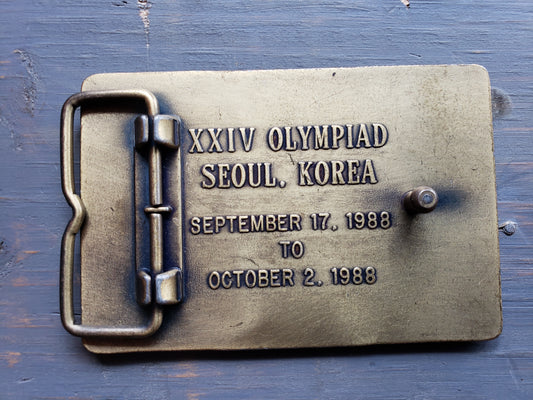 XXIV OLYMPIAD
SEOUL, KOREA
SEPTEMBER 17, 1988
TO
OCTOBER 2, 1988